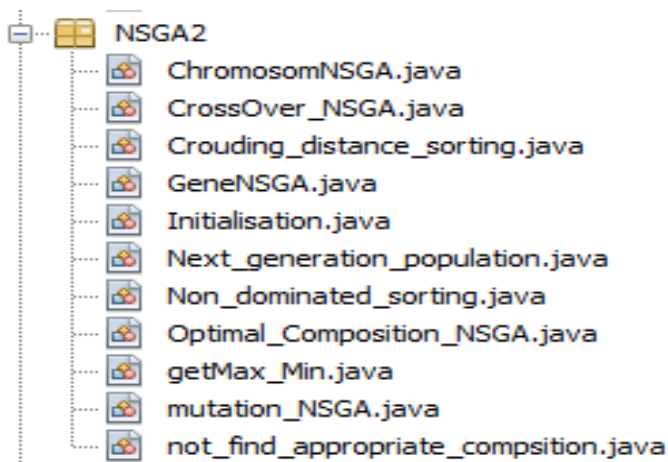 NSGA2
ChromosomNSGA.java
CrossOver_NSGA.java
Crouding_distance_sorting.java
GeneNSGA.java
Initialisation.java
Next_generation_population.java
Non_dominated_sorting.java
Optimal_Composition_NSGA.java
getMax_Min.java
mutation_NSGA.java
not_find_appropriate_compsition.java